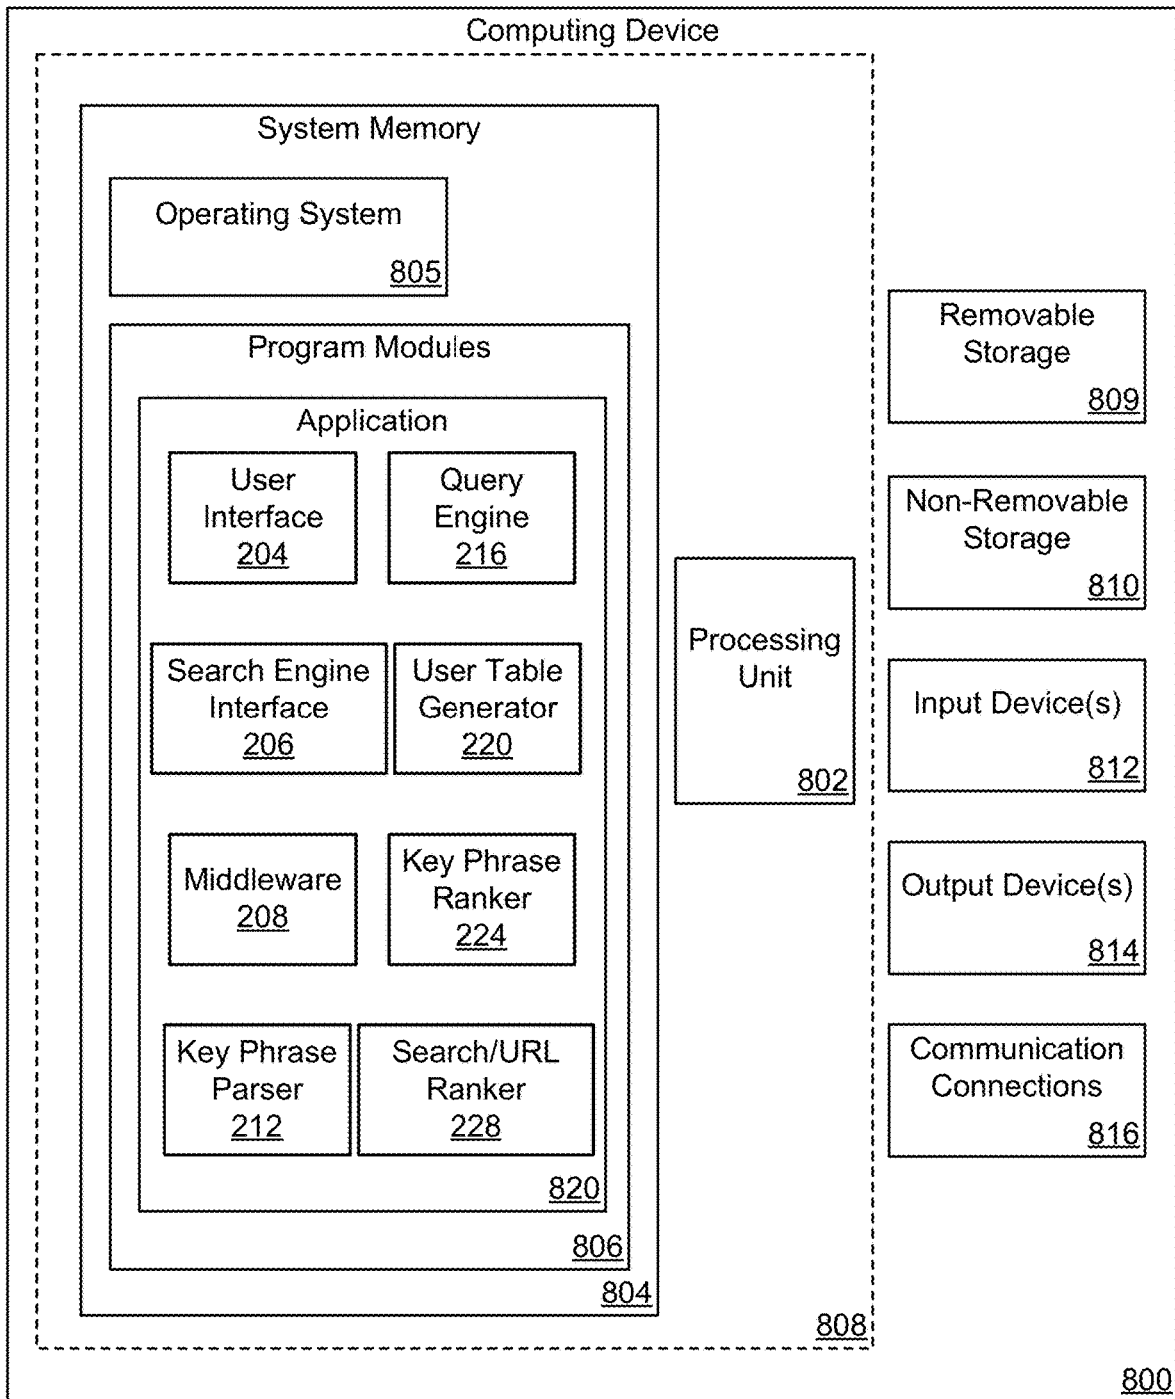 Computing Device
System Memory
Operating System
805
Program Modules
Application
User
Interface
204
Query
Engine
216
Search Engine
Interface
206
User Table
Generator
220
Middleware
208
Key Phrase
Ranker
224
Key Phrase
Parser
212
Search/URL
Ranker
228
820
806
804
Processing
Unit
802
808
Removable
Storage
809
Non-Removable
Storage
810
Input Device(s)
812
Output Device(s)
814
Communication
Connections
816
800